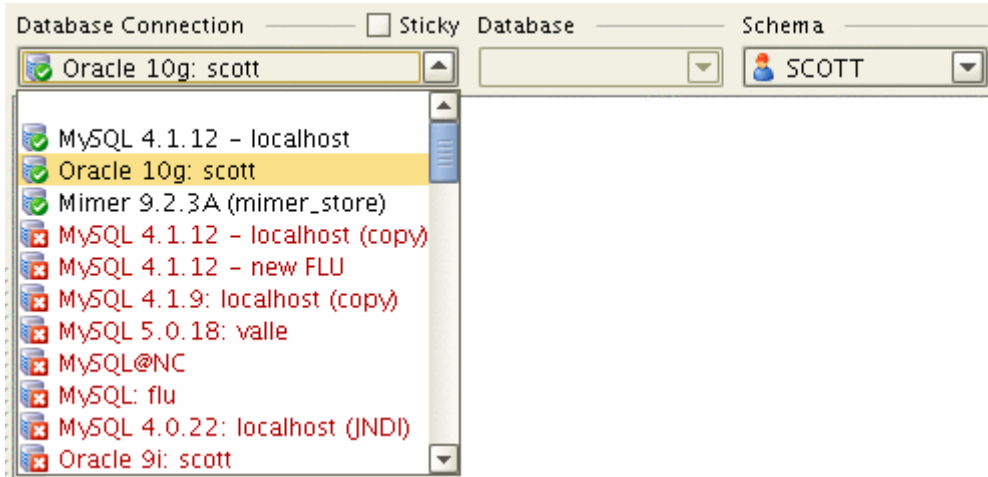 Database Connection Sticky Database Schema
Oracle 10g: scott SCOTT
MySQL 4.1.12 – localhost
Oracle 10g: scott
Mimer 9.2.3A (mimer_store)
MySQL 4.1.12 – localhost (copy)
MySQL 4.1.12 – new FLU
MySQL 4.1.9: localhost (copy)
MySQL 5.0.18: valle
MySQL@NC
MySQL: flu
MySQL 4.0.22: localhost (JNDI)
Oracle 9i: scott